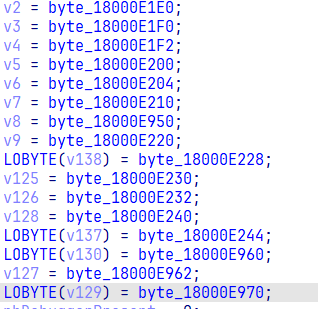 v2 = byte_18000E1E0;
v3 = byte_18000E1F0;
v4 = byte_18000E1F2;
v5 = byte_18000E200;
v6 = byte_18000E204;
v7 = byte_18000E210;
v8 = byte_18000E950;
v9 = byte_18000E220;
LOBYTE(v138) = byte_18000E228;
v125 = byte_18000E230;
v126 = byte_18000E232;
v128 = byte_18000E240;
LOBYTE(v137) = byte_18000E244;
LOBYTE(v130) = byte_18000E960;
v127 = byte_18000E962;
LOBYTE(v129) = byte_18000E970;